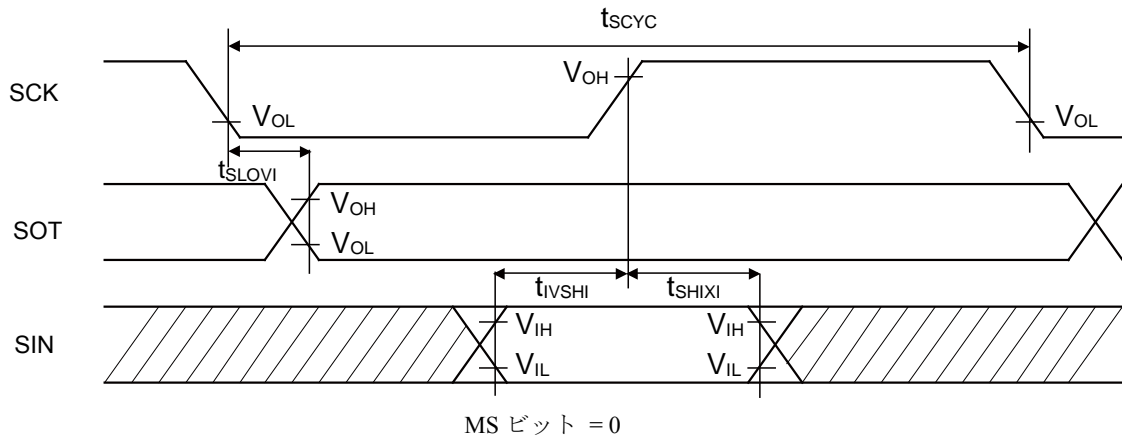 tSCYC
SCK
VOH
VOL
VOL
tSLOVI
SOT
VOH
VOL
tIVSHI
tSHIXI
SIN
VIH
VIH
VIL
VIL
MS ビット = 0